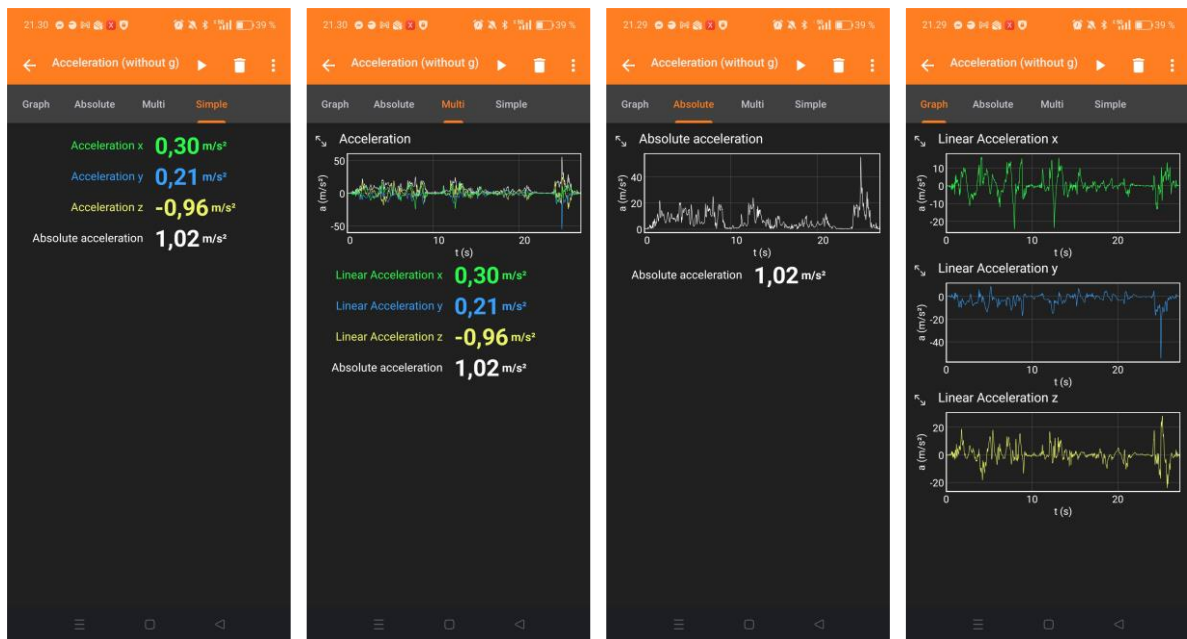 21.30 39 %
Acceleration (without g)
Graph Absolute Multi Simple
Acceleration x 0,30 m/s²
Acceleration y 0,21 m/s²
Acceleration z -0,96 m/s²
Absolute acceleration 1,02 m/s²
21.30 39 %
Acceleration (without g)
Graph Absolute Multi Simple
Acceleration
50
0
-50
a (m/s²)
0 10 20
t (s)
Linear Acceleration x 0,30 m/s²
Linear Acceleration y 0,21 m/s²
Linear Acceleration z -0,96 m/s²
Absolute acceleration 1,02 m/s²
21.29 39 %
Acceleration (without g)
Graph Absolute Multi Simple
Absolute acceleration
40
20
0
a (m/s²)
0 10 20
t (s)
Absolute acceleration 1,02 m/s²
21.29 39 %
Acceleration (without g)
Graph Absolute Multi Simple
Linear Acceleration x
10
0
-10
-20
a (m/s²)
0 10 20
t (s)
Linear Acceleration y
0
-20
-40
a (m/s²)
0 10 20
t (s)
Linear Acceleration z
20
0
-20
a (m/s²)
0 10 20
t (s)